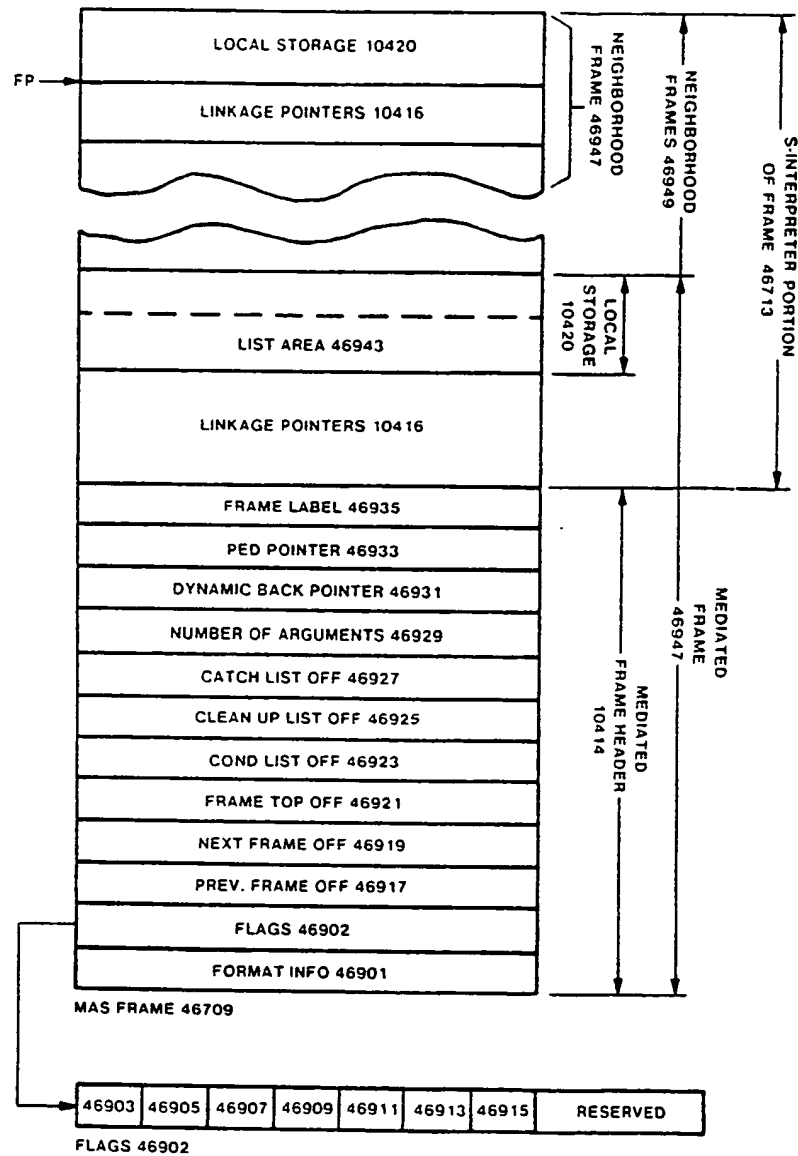 LOCAL STORAGE 10420
FP
LINKAGE POINTERS 10416
NEIGHBORHOOD
FRAME 46947
NEIGHBORHOOD
FRAMES 46949
S-INTERPRETER PORTION
OF FRAME 46713
LOCAL
STORAGE
10420
LIST AREA 46943
LINKAGE POINTERS 10416
FRAME LABEL 46935
PED POINTER 46933
DYNAMIC BACK POINTER 46931
NUMBER OF ARGUMENTS 46929
CATCH LIST OFF 46927
CLEAN UP LIST OFF 46925
COND LIST OFF 46923
FRAME TOP OFF 46921
NEXT FRAME OFF 46919
PREV. FRAME OFF 46917
FLAGS 46902
FORMAT INFO 46901
MEDIATED
FRAME HEADER
10414
MEDIATED
FRAME
46947
MAS FRAME 46709
46903 46905 46907 46909 46911 46913 46915 RESERVED
FLAGS 46902